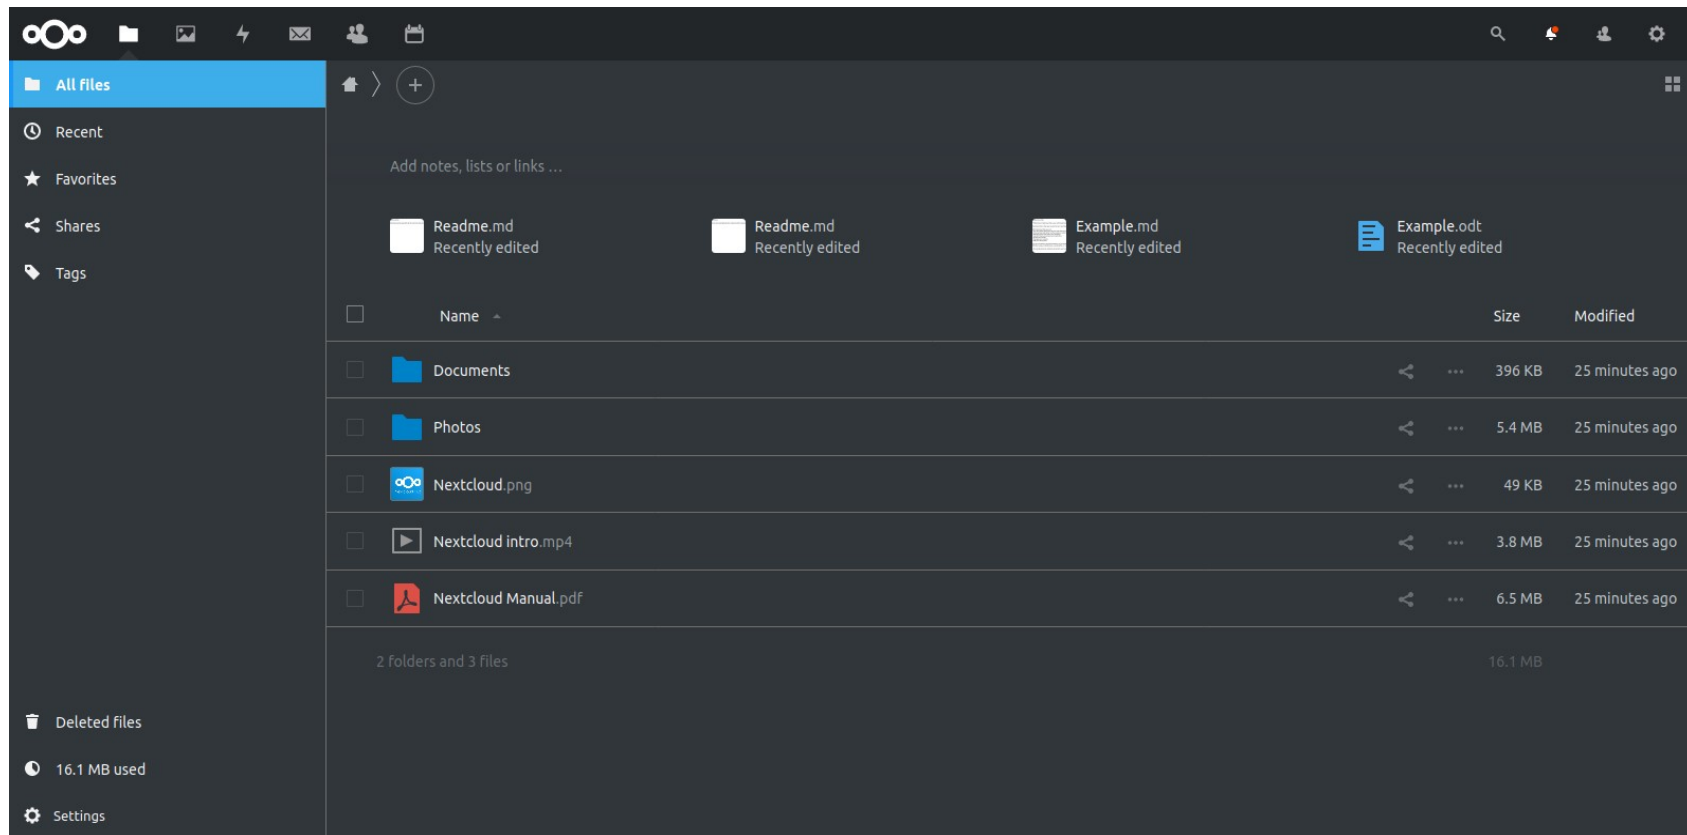 All files
Recent
Favorites
Shares
Tags
Deleted files
16.1 MB used
Settings
Add notes, lists or links ...
Readme.md
Recently edited
Readme.md
Recently edited
Example.md
Recently edited
Example.odt
Recently edited
Name Size Modified
Documents 396 KB 25 minutes ago
Photos 5.4 MB 25 minutes ago
Nextcloud.png 49 KB 25 minutes ago
Nextcloud intro.mp4 3.8 MB 25 minutes ago
Nextcloud Manual.pdf 6.5 MB 25 minutes ago
2 folders and 3 files 16.1 MB